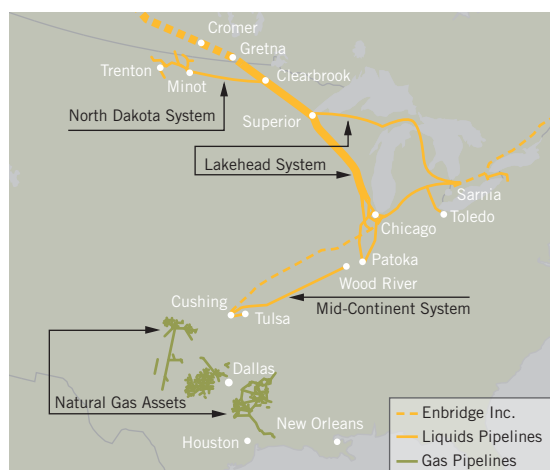 Cromer
Gretna
Trenton
Minot
Clearbrook
North Dakota System
Superior
Lakehead System
Sarnia
Toledo
Chicago
Patoka
Wood River
Cushing
Tulsa
Mid-Continent System
Dallas
Natural Gas Assets
New Orleans
Houston
Enbridge Inc.
Liquids Pipelines
Gas Pipelines